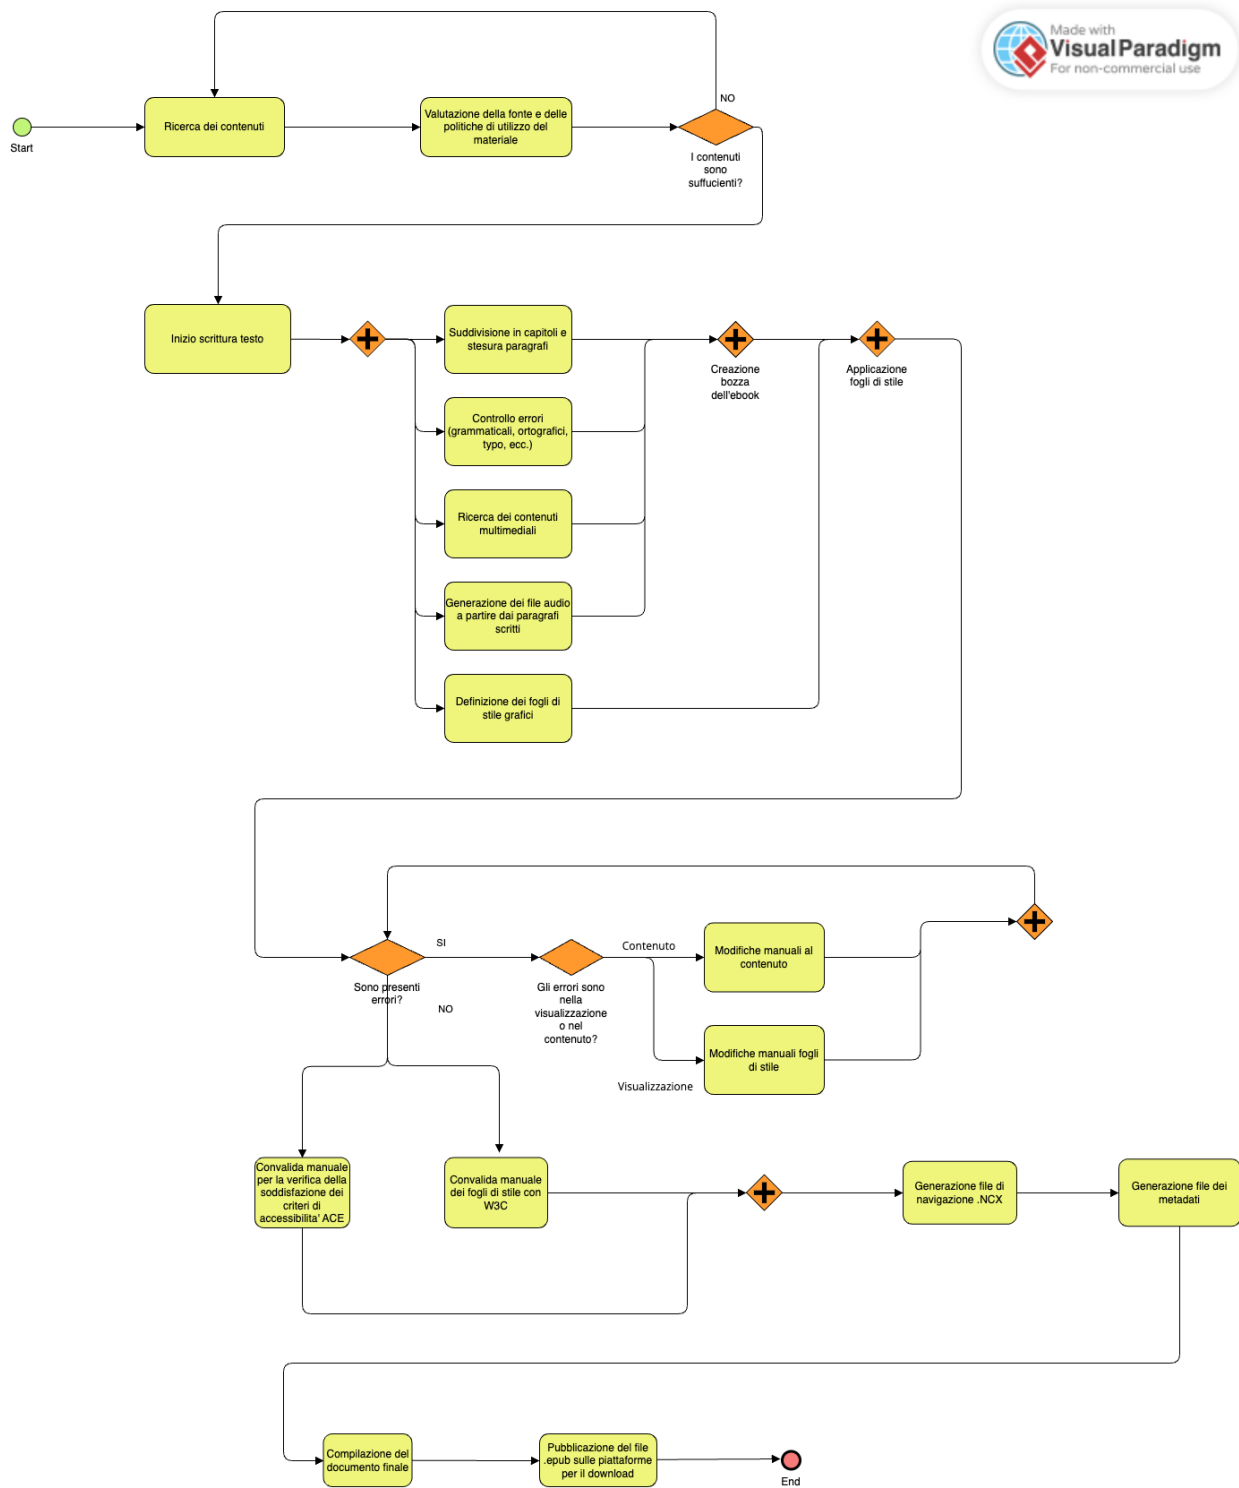 Made with
Visual Paradigm
For non-commercial use
NO
Start
Ricerca dei contenuti
Valutazione della fonte e delle
politiche di utilizzo del
materiale
I contenuti
sono
suffucienti?
Inizio scrittura testo
Suddivisione in capitoli e
stesura paragrafi
Creazione
bozza
dell'ebook
Applicazione
fogli di stile
Controllo errori
(grammaticali, ortografici,
typo, ecc.)
Ricerca dei contenuti
multimediali
Generazione dei file audio
a partire dai paragrafi
scritti
Definizione dei fogli di
stile grafici
SI
Contenuto
Modifiche manuali al
contenuto
Sono presenti
errori?
NO
Gli errori sono
nella
visualizzazione
o nel
contenuto?
Modifiche manuali fogli
di stile
Visualizzazione
Convalida manuale
per la verifica della
soddisfazione dei
criteri di
accessibilita' ACE
Convalida manuale
dei fogli di stile con
W3C
Generazione file di
navigazione .NCX
Generazione file dei
metadati
Compilazione del
documento finale
Pubblicazione del file
.epub sulle piattaforme
per il download
End